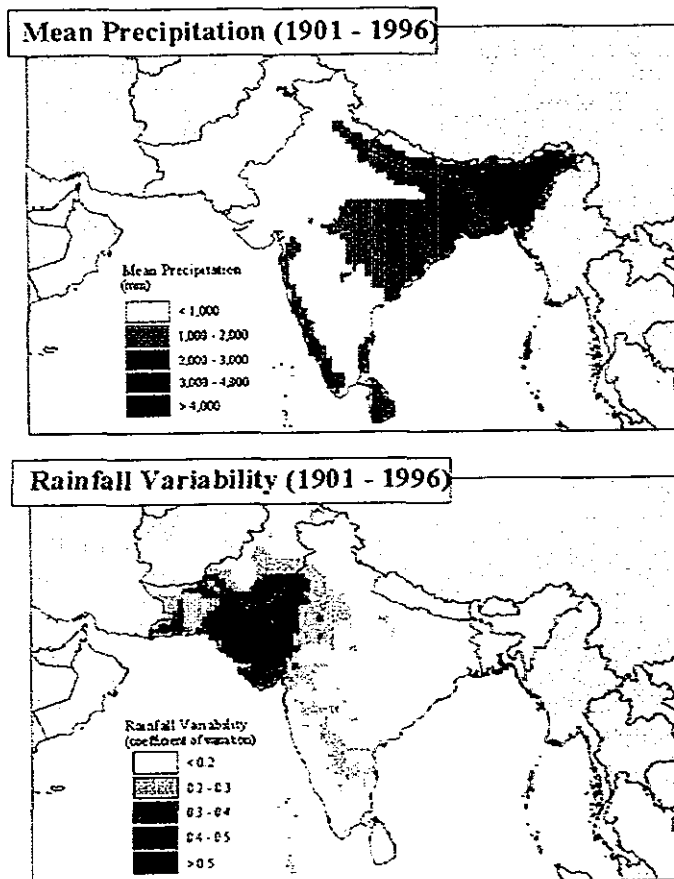 Mean Precipitation (1901 - 1996)
Mean Precipitation
(mm)
< 1,000
1,000 - 2,000
2,000 - 3,000
3,000 - 4,000
> 4,000
Rainfall Variability (1901 - 1996)
Rainfall Variability
(coefficient of variation)
< 0.2
0.2 - 0.3
0.3 - 0.4
0.4 - 0.5
> 0.5